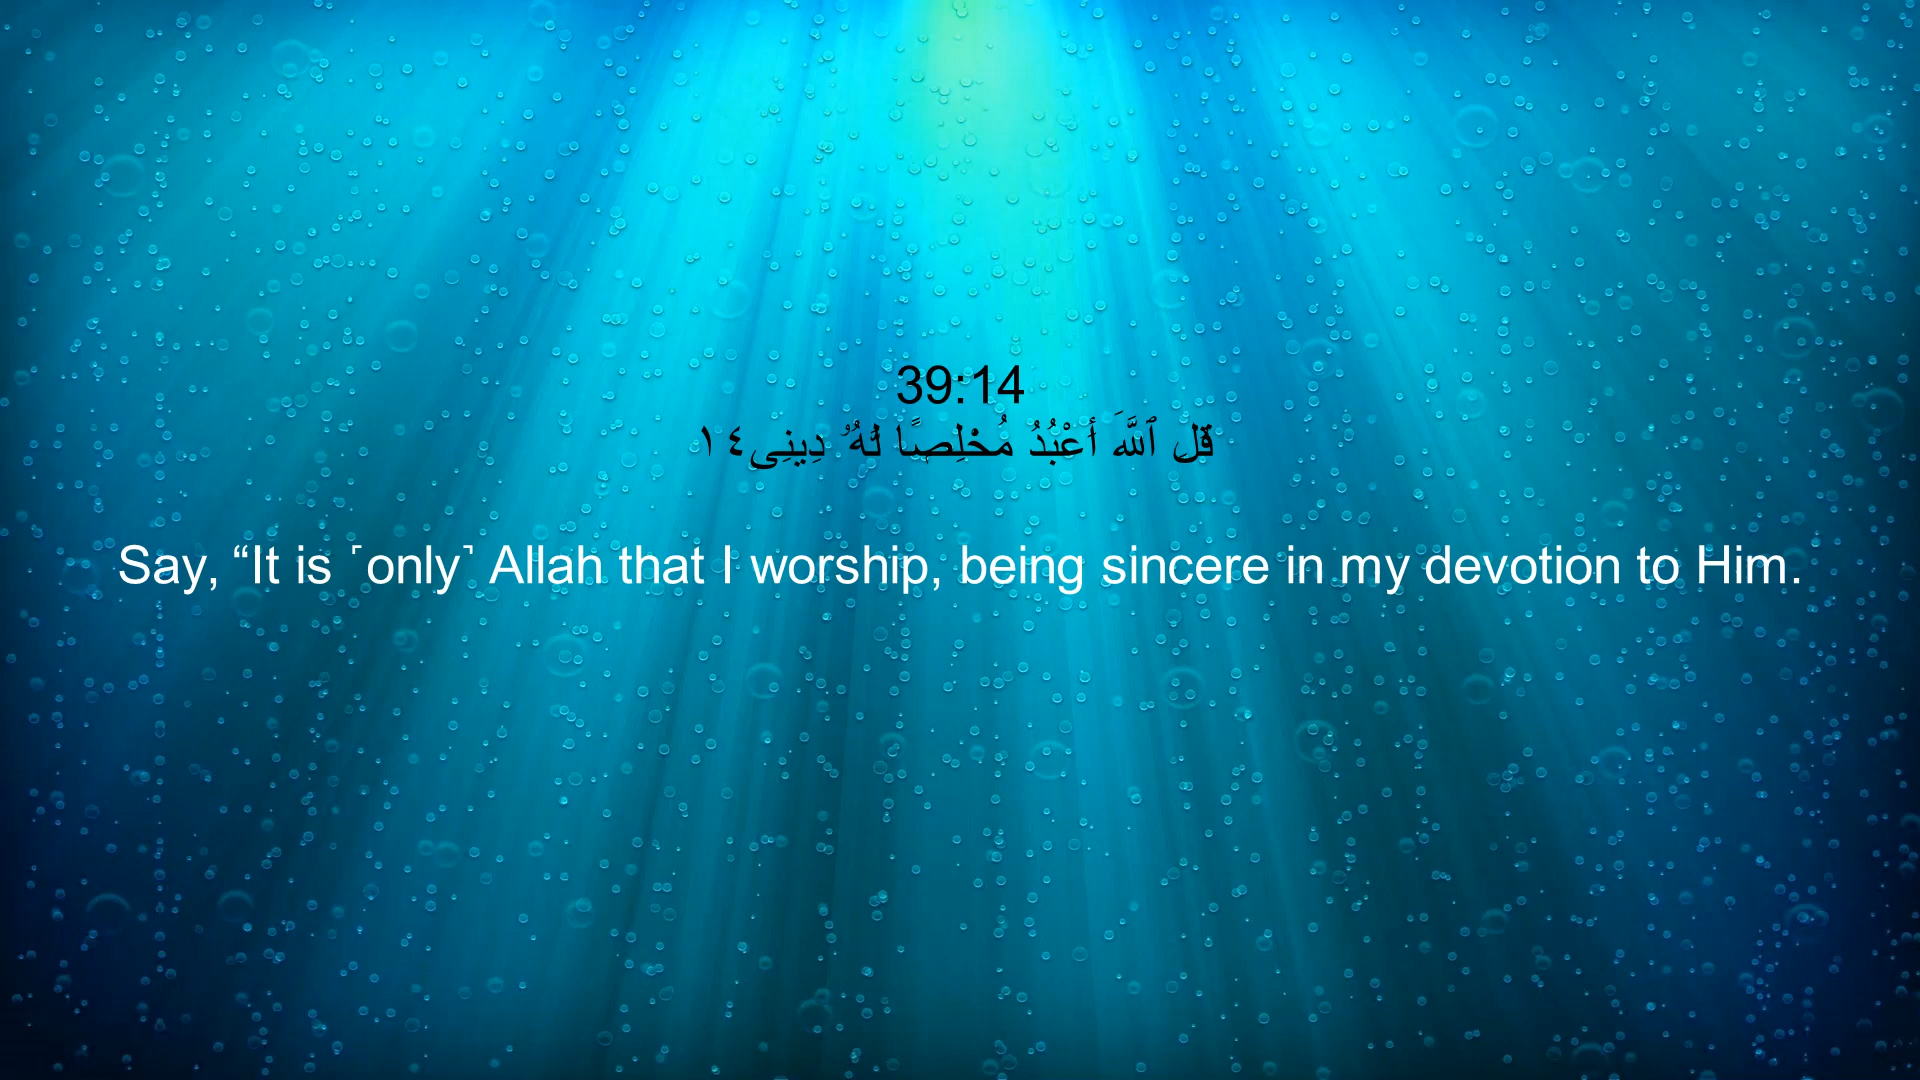 39:14
قُلِ ٱللَّهَ أَعْبُدُ مُخْلِصًا لَّهُۥ دِينِى١٤
Say, “It is ˹only˺ Allah that I worship, being sincere in my devotion to Him.